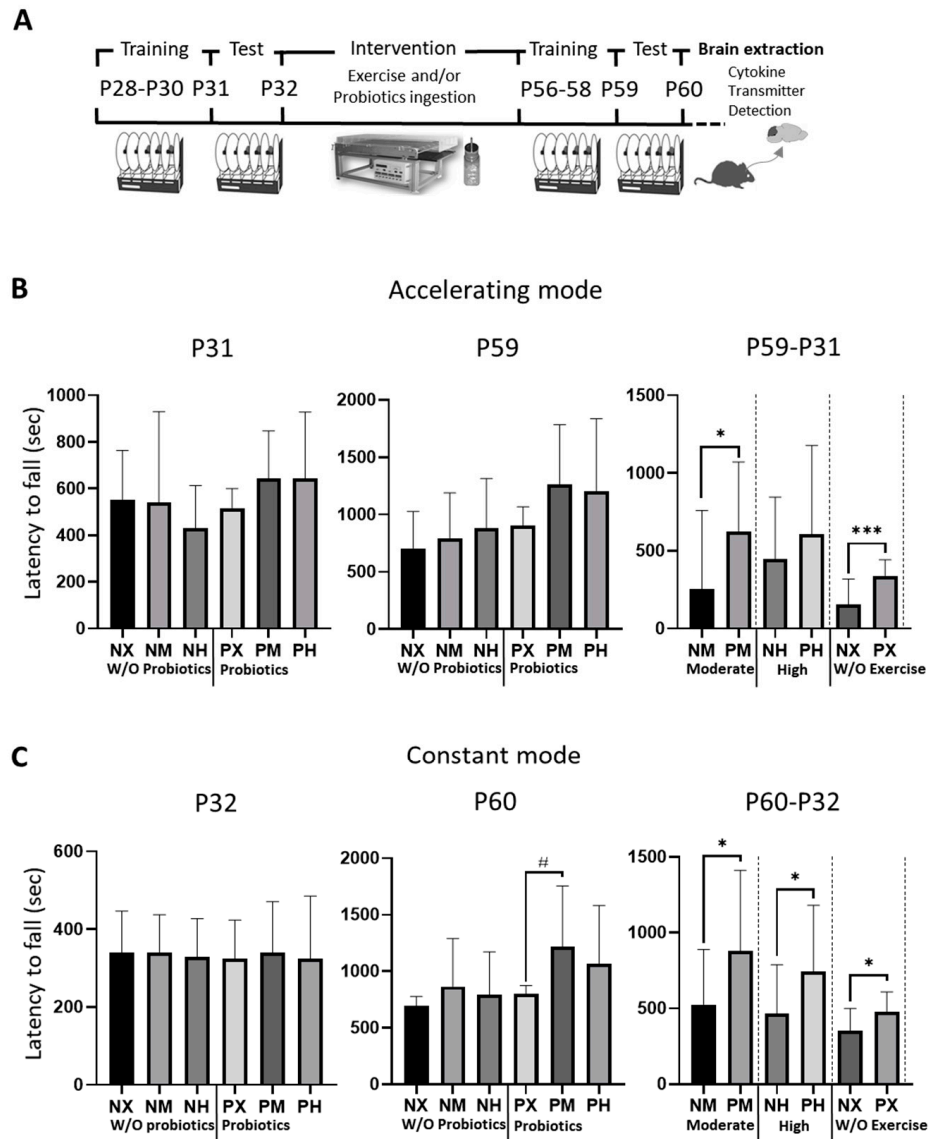 A
Training Test Intervention Training Test Brain extraction
P28-P30 P31 P32 Exercise and/or Probiotics ingestion P56-58 P59 P60 Cytokine
Transmitter
Detection
B
Accelerating mode
P31 P59 P59-P31
Latency to fall (sec)
1000
800
600
400
200
0
NX NM NH PX PM PH
W/O Probiotics Probiotics
2000
1500
1000
500
0
NX NM NH PX PM PH
W/O Probiotics Probiotics
1500
1000
500
0
*
***
NM PM NH PH NX PX
Moderate High W/O Exercise
C
Constant mode
P32 P60 P60-P32
Latency to fall (sec)
600
400
200
0
NX NM NH PX PM PH
W/O probiotics Probiotics
2000
1500
1000
500
0
#
NX NM NH PX PM PH
W/O Probiotics Probiotics
1500
1000
500
0
*
*
*
NM PM NH PH NX PX
Moderate High W/O Exercise